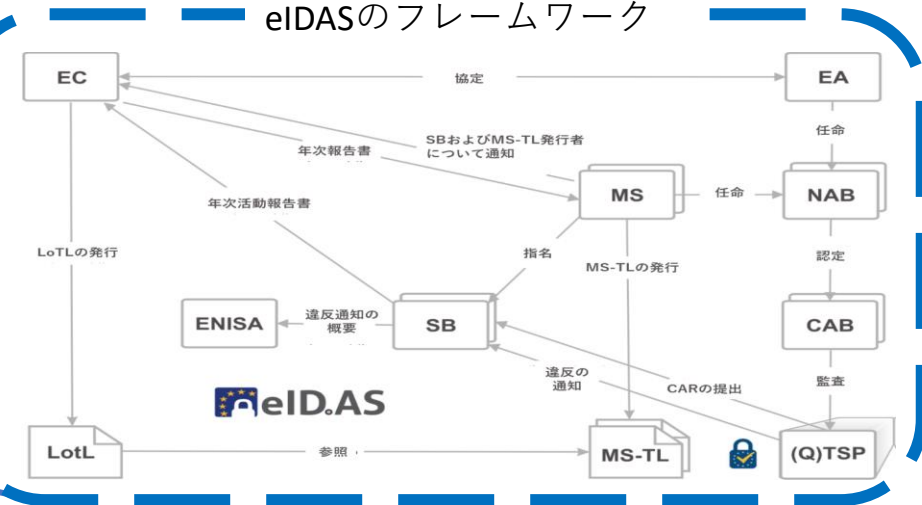 eIDASのフレームワーク
EC
協定
EA
任命
SBおよびMS-TL発行者
について通知
年次報告書
MS
任命
NAB
年次活動報告書
LoTLの発行
指名
MS-TLの発行
認定
ENISA
違反通知の
概要
SB
CAB
違反の
通知
CARの提出
監査
eID.AS
LotL
参照
MS-TL
(Q)TSP